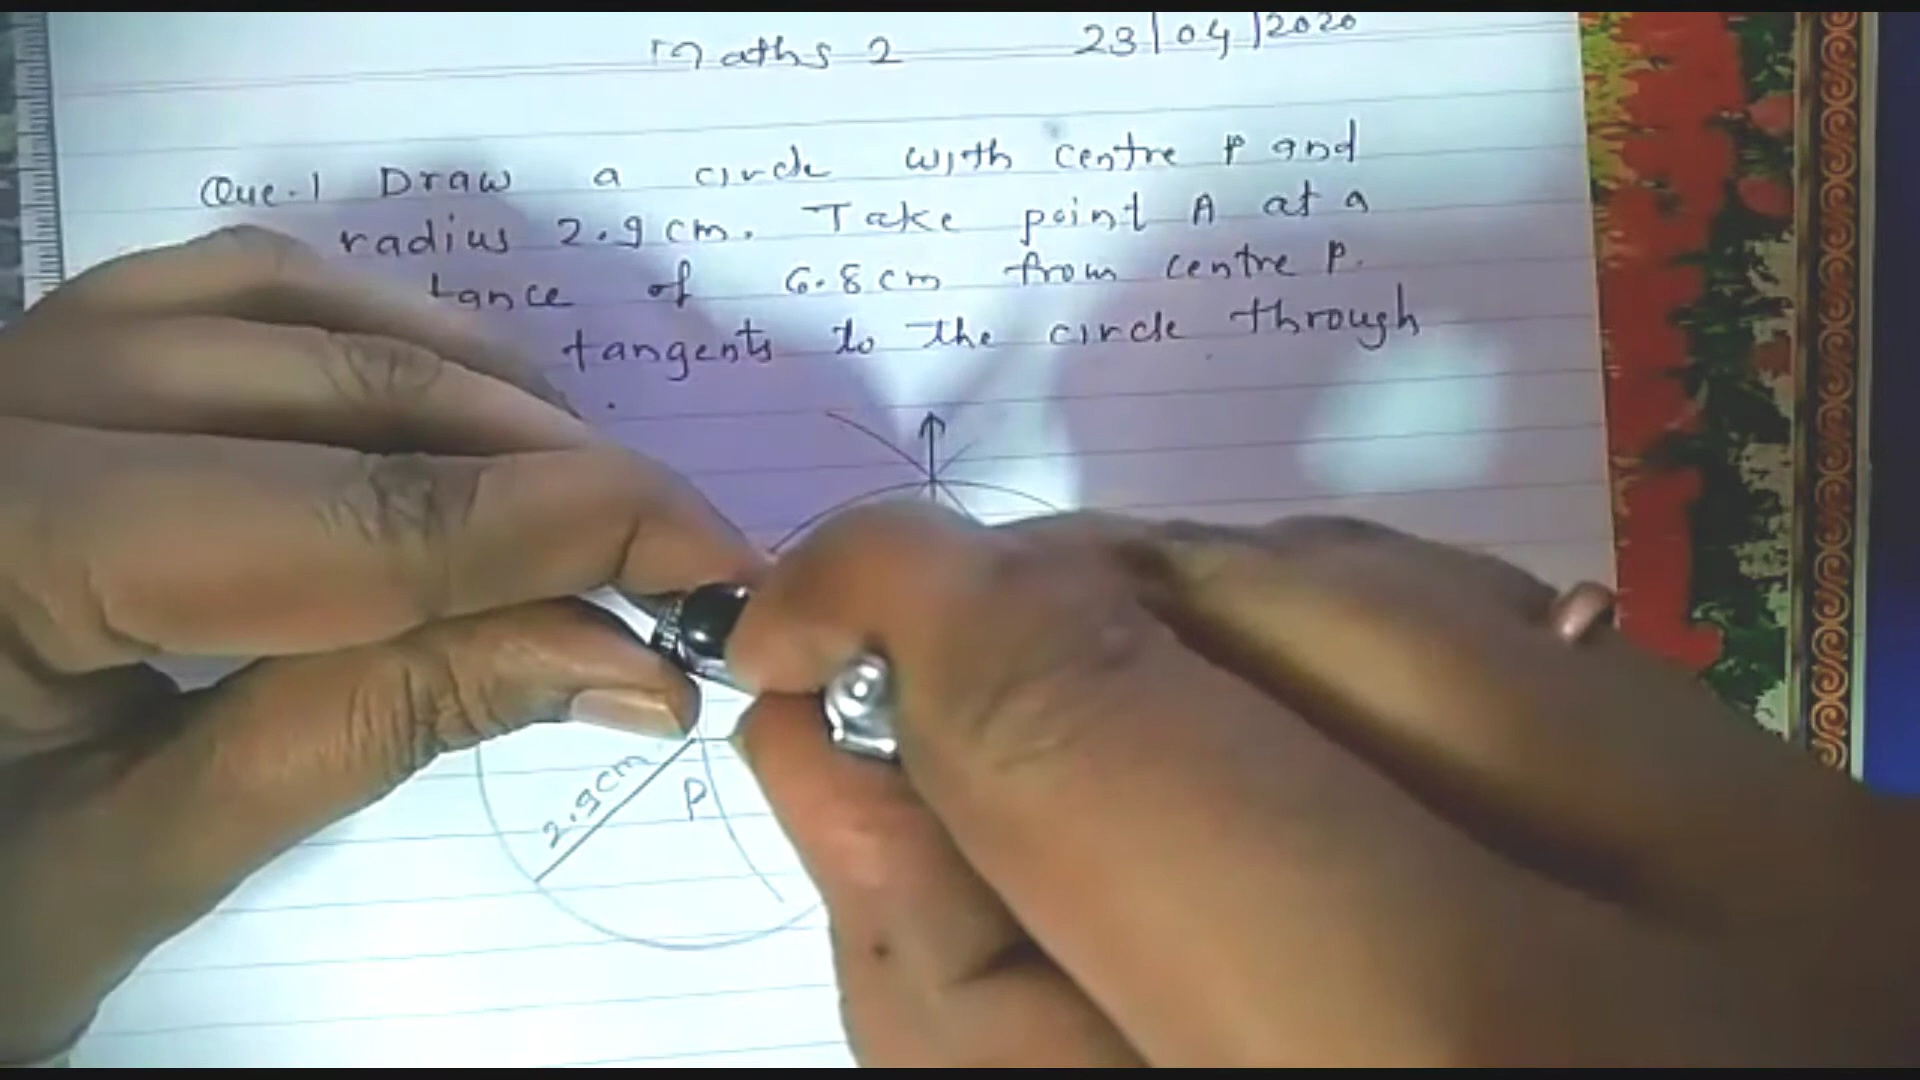 Maths 2 23/04/2020
Que.1 Draw a circle with centre P and
radius 2.9 cm. Take point A at a
tance of 6.8 cm from centre P.
tangents to the circle through
2.9cm
P